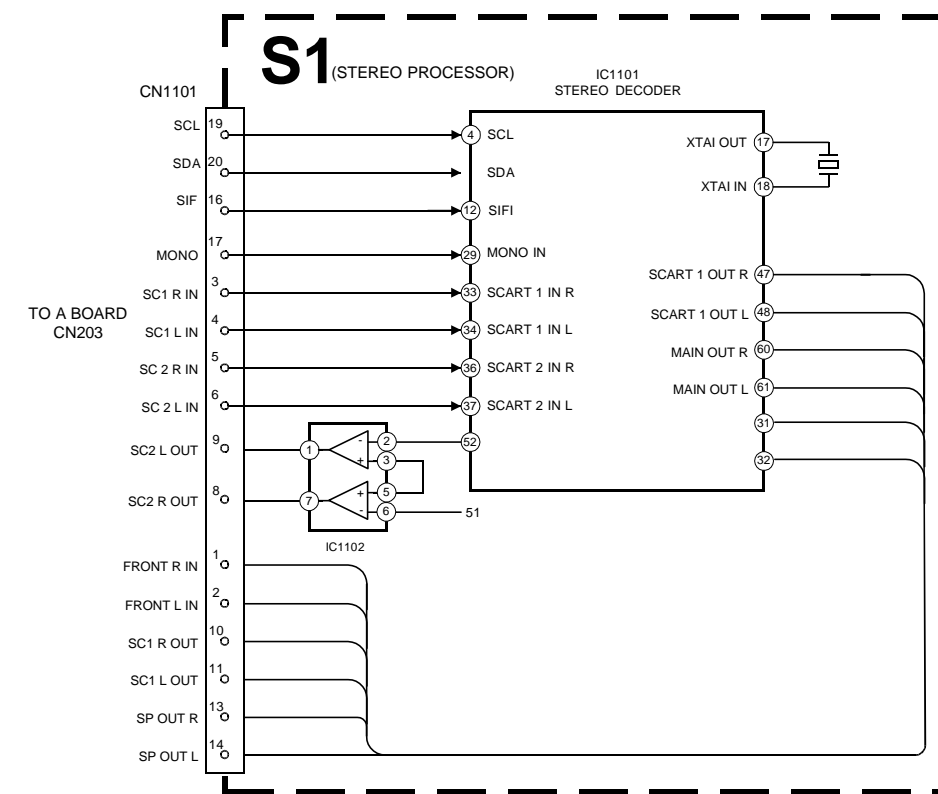 S1 (STEREO PROCESSOR)
CN1101
IC1101
STEREO DECODER
SCL 19
4 SCL
XTAI OUT 17
SDA 20
SDA
XTAI IN 18
SIF 16
12 SIFI
MONO 17
29 MONO IN
SC1 R IN 3
33 SCART 1 IN R
SCART 1 OUT R 47
TO A BOARD
CN203
SC1 L IN 4
34 SCART 1 IN L
SCART 1 OUT L 48
SC 2 R IN 5
36 SCART 2 IN R
MAIN OUT R 60
SC 2 L IN 6
37 SCART 2 IN L
MAIN OUT L 61
31
SC2 L OUT 9
1 - 2
52
+ 3
32
SC2 R OUT 8
7 + 5
- 6
51
IC1102
FRONT R IN 1
FRONT L IN 2
SC1 R OUT 10
SC1 L OUT 11
SP OUT R 13
SP OUT L 14